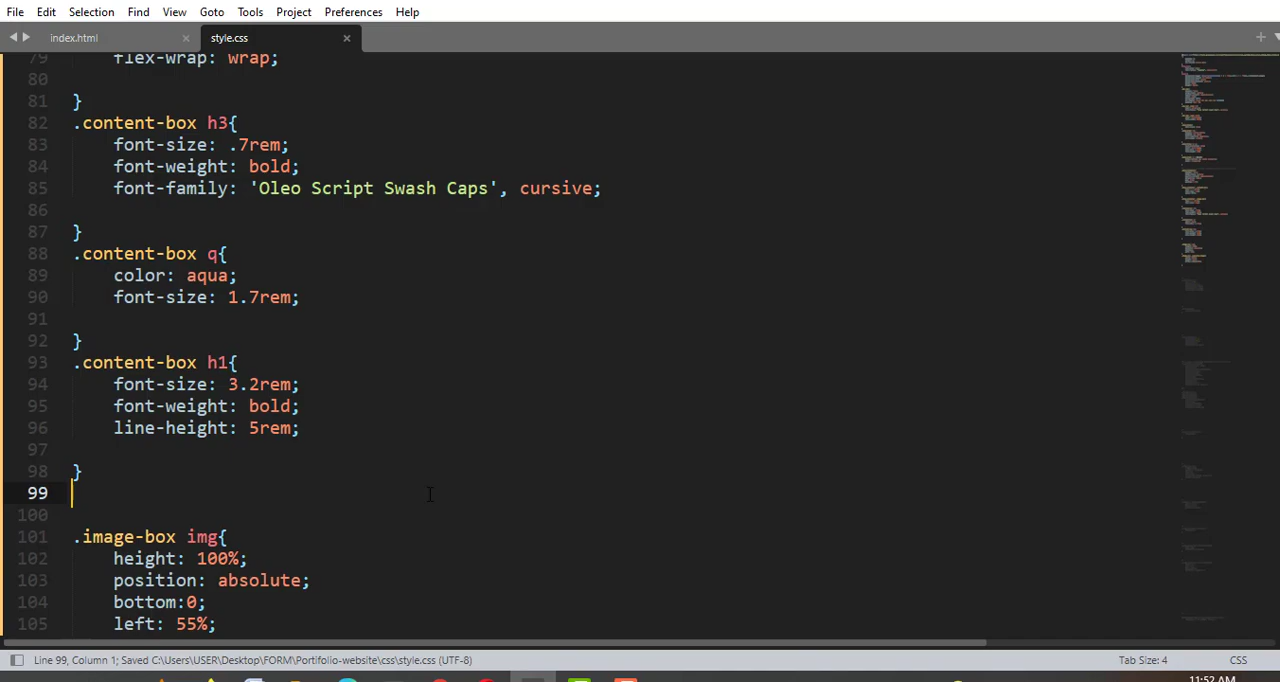 File Edit Selection Find View Goto Tools Project Preferences Help
index.html × style.css ×
79 flex-wrap: wrap;
80
81 }
82 .content-box h3{
83 font-size: .7rem;
84 font-weight: bold;
85 font-family: 'Oleo Script Swash Caps', cursive;
86
87 }
88 .content-box q{
89 color: aqua;
90 font-size: 1.7rem;
91
92 }
93 .content-box h1{
94 font-size: 3.2rem;
95 font-weight: bold;
96 line-height: 5rem;
97
98 }
99
100
101 .image-box img{
102 height: 100%;
103 position: absolute;
104 bottom:0;
105 left: 55%;
Line 99, Column 1; Saved C:\Users\USER\Desktop\FORM\Portifolio-website\css\style.css (UTF-8) Tab Size: 4 CSS
11:52 AM